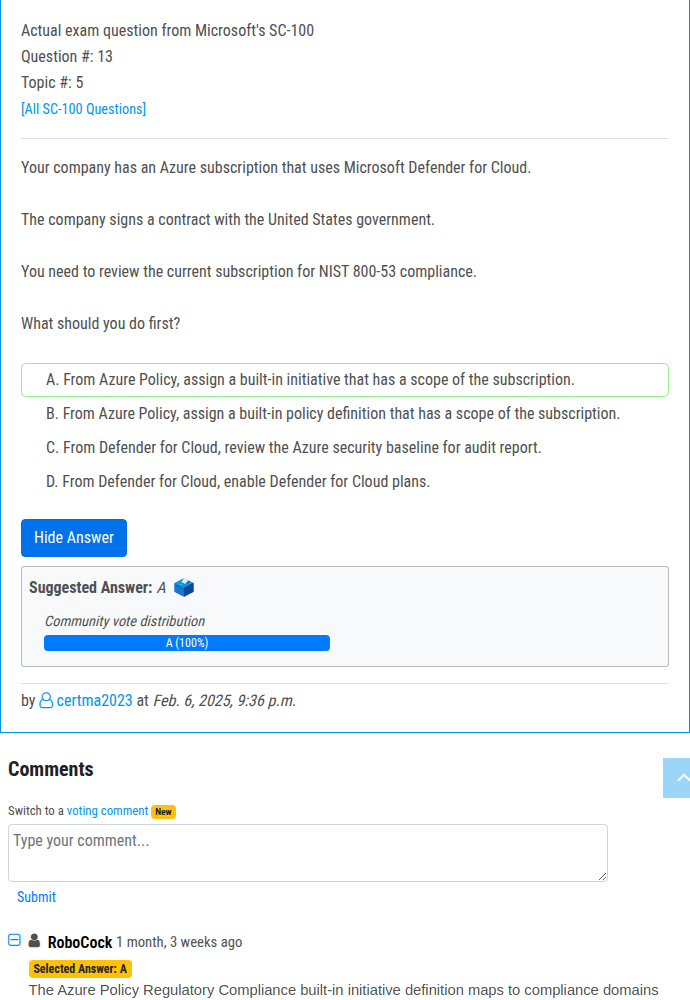 Actual exam question from Microsoft's SC-100
Question #: 13
Topic #: 5
[All SC-100 Questions]
Your company has an Azure subscription that uses Microsoft Defender for Cloud.
The company signs a contract with the United States government.
You need to review the current subscription for NIST 800-53 compliance.
What should you do first?
A. From Azure Policy, assign a built-in initiative that has a scope of the subscription.
B. From Azure Policy, assign a built-in policy definition that has a scope of the subscription.
C. From Defender for Cloud, review the Azure security baseline for audit report.
D. From Defender for Cloud, enable Defender for Cloud plans.
Hide Answer
Suggested Answer: A
Community vote distribution
A (100%)
by certma2023 at Feb. 6, 2025, 9:36 p.m.
Comments
Switch to a voting comment New
Type your comment...
Submit
RoboCock 1 month, 3 weeks ago
Selected Answer: A
The Azure Policy Regulatory Compliance built-in initiative definition maps to compliance domains